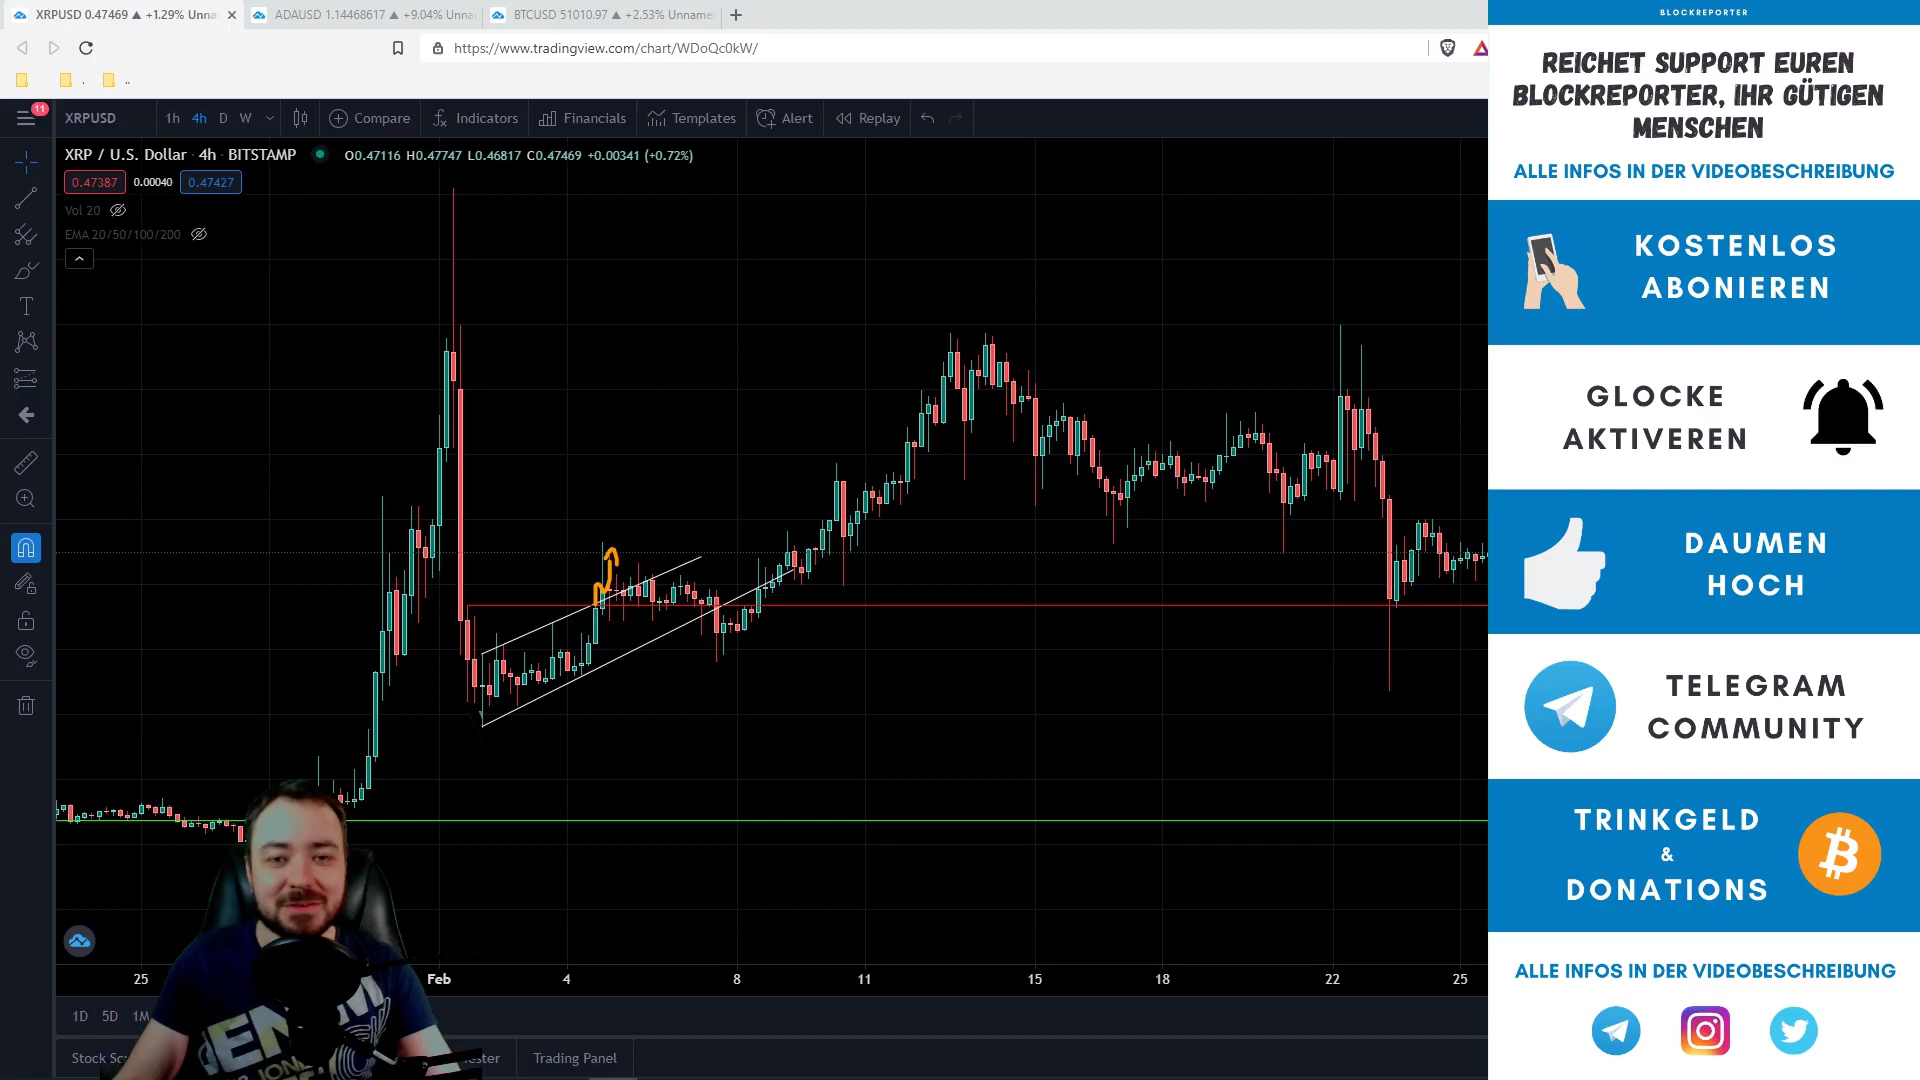 XRPUSD 0.47469 ▲ +1.29% Unna
ADAUSD 1.14468617 ▲ +9.04% Unna
BTCUSD 51010.97 ▲ +2.53% Unname
https://www.tradingview.com/chart/WDoQc0kW/
.
..
11
XRPUSD 1h 4h D W Compare Indicators Financials Templates Alert Replay
XRP / U.S. Dollar · 4h · BITSTAMP O0.47116 H0.47747 L0.46817 C0.47469 +0.00341 (+0.72%)
0.47387 0.00040 0.47427
Vol 20
EMA 20/50/100/200
25 Feb 4 8 11 15 18 22 25
1D 5D 1M
Stock Sc
ester
Trading Panel
BLOCKREPORTER
REICHET SUPPORT EUREN
BLOCKREPORTER, IHR GÜTIGEN
MENSCHEN
ALLE INFOS IN DER VIDEOBESCHREIBUNG
KOSTENLOS
ABONIEREN
GLOCKE
AKTIVEREN
DAUMEN
HOCH
TELEGRAM
COMMUNITY
TRINKGELD
&
DONATIONS
ALLE INFOS IN DER VIDEOBESCHREIBUNG